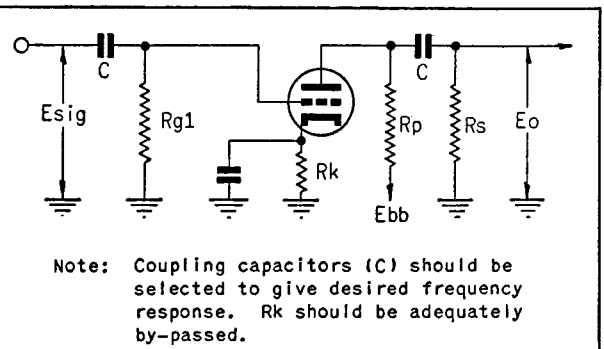 C
C
Esig
Rg1
Rp
Rs
Eo
Rk
Ebb
Note: Coupling capacitors (C) should be
selected to give desired frequency
response. Rk should be adequately
by-passed.